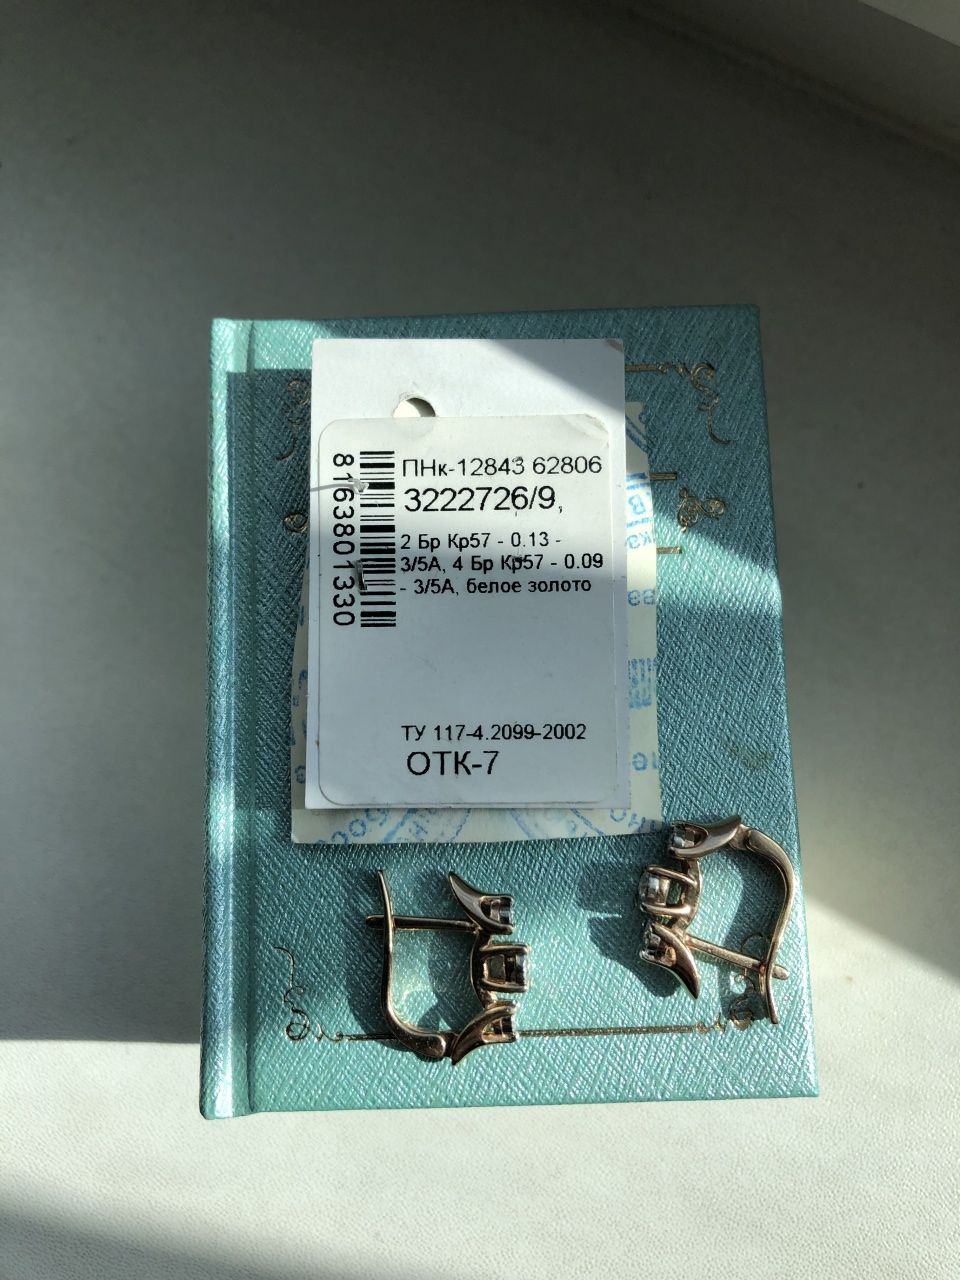 8163801330
ПНк-12843 62806
3222726/9,
2 Бр Кр57 - 0.13 -
3/5А, 4 Бр Кр57 - 0.09
- 3/5А, белое золото
ТУ 117-4.2099-2002
ОТК-7